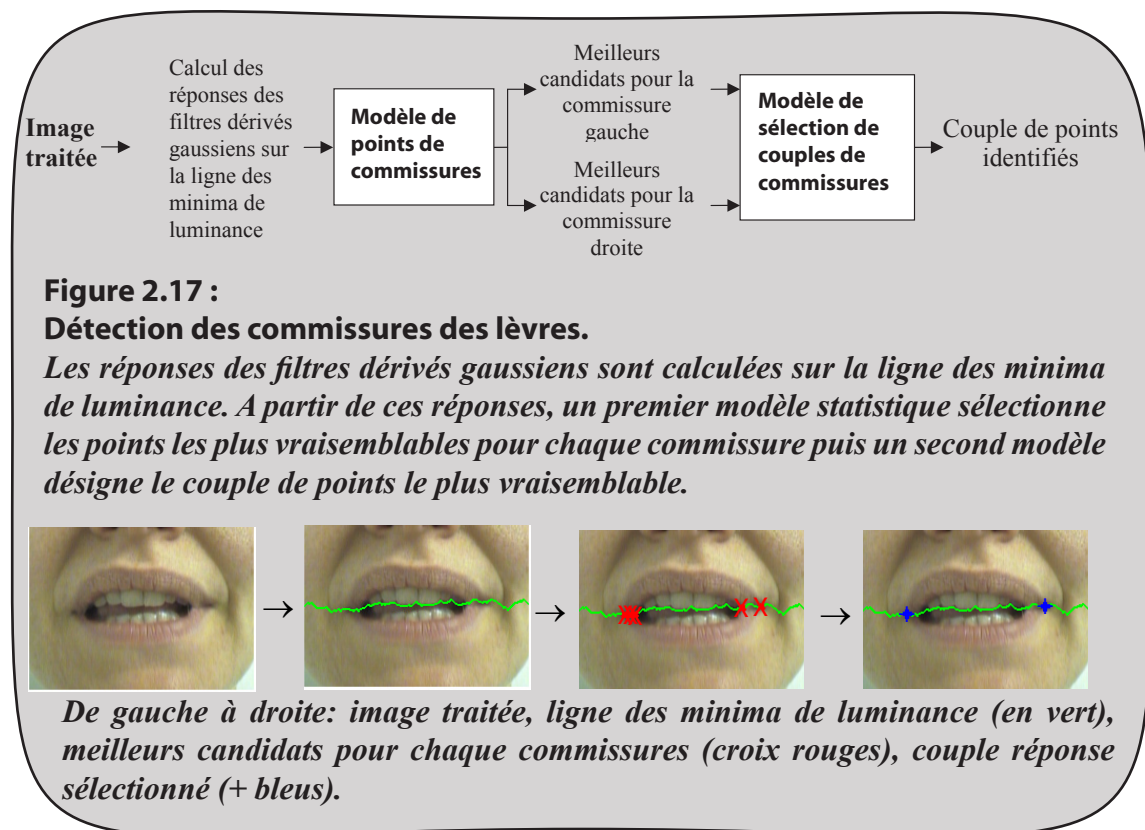 Image
traitée
Calcul des
réponses des
filtres dérivés
gaussiens sur
la ligne des
minima de
luminance
Modèle de
points de
commissures
Meilleurs
candidats pour la
commissure
gauche
Meilleurs
candidats pour la
commissure
droite
Modèle de
sélection de
couples de
commissures
Couple de points
identifiés
Figure 2.17 :
Détection des commissures des lèvres.
Les réponses des filtres dérivés gaussiens sont calculées sur la ligne des minima
de luminance. A partir de ces réponses, un premier modèle statistique sélectionne
les points les plus vraisemblables pour chaque commissure puis un second modèle
désigne le couple de points le plus vraisemblable.
De gauche à droite: image traitée, ligne des minima de luminance (en vert),
meilleurs candidats pour chaque commissures (croix rouges), couple réponse
sélectionné (+ bleus).